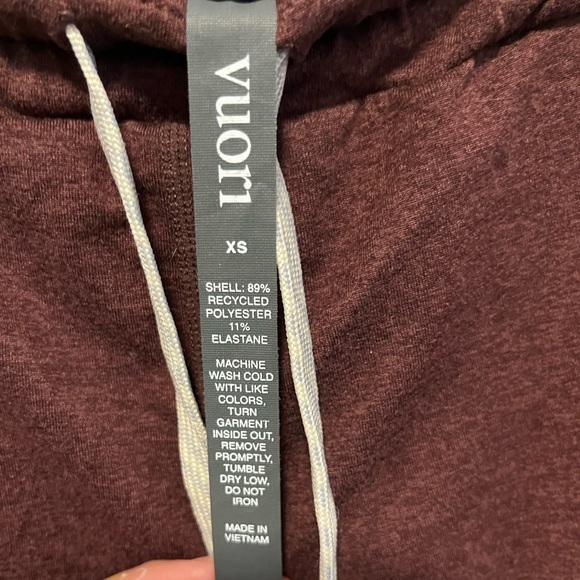 vuori
XS
SHELL: 89%
RECYCLED
POLYESTER
11%
ELASTANE
MACHINE
WASH COLD
WITH LIKE
COLORS,
TURN
GARMENT
INSIDE OUT,
REMOVE
PROMPTLY,
TUMBLE
DRY LOW,
DO NOT
IRON
MADE IN
VIETNAM